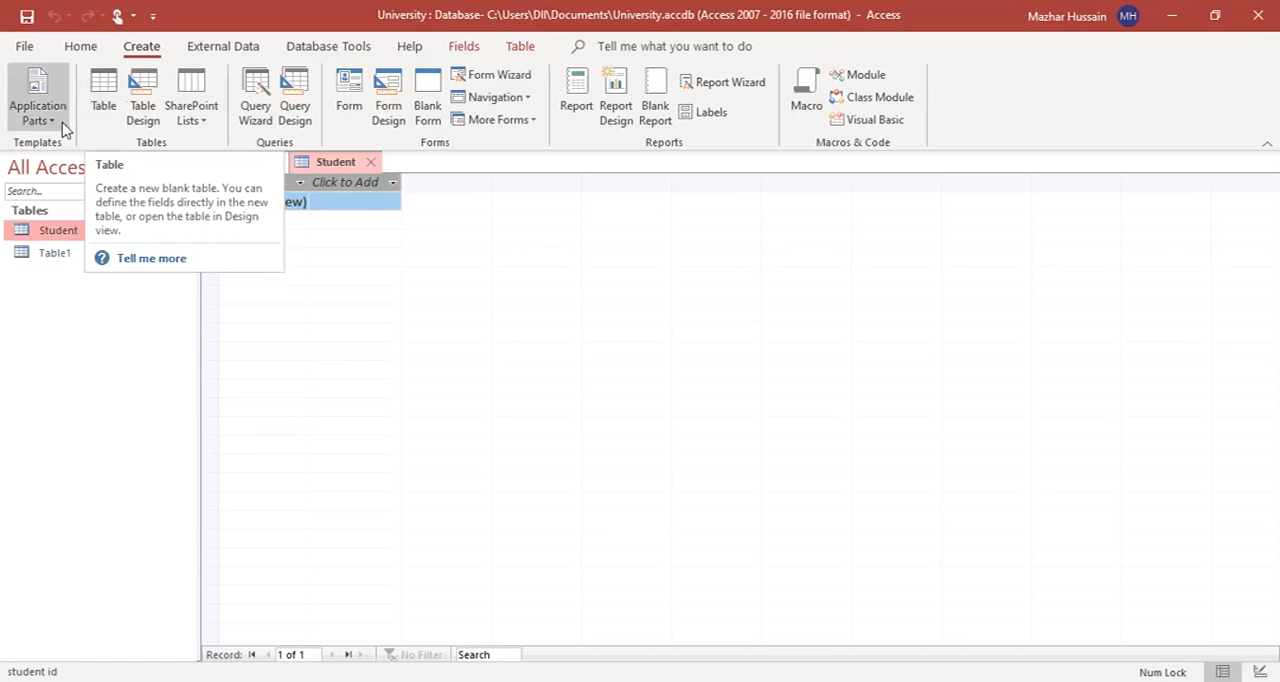 University : Database- C:\Users\Dll\Documents\University.accdb (Access 2007 - 2016 file format) - Access
Mazhar Hussain
MH
File
Home
Create
External Data
Database Tools
Help
Fields
Table
Tell me what you want to do
Application Parts
Table
Table Design
SharePoint Lists
Query Wizard
Query Design
Form
Form Design
Blank Form
Form Wizard
Navigation
More Forms
Report
Report Design
Blank Report
Report Wizard
Labels
Macro
Module
Class Module
Visual Basic
Templates
Tables
Queries
Forms
Reports
Macros & Code
All Acces
Search...
Tables
Student
Table1
Table
Create a new blank table. You can
define the fields directly in the new
table, or open the table in Design
view.
Tell me more
Student
Click to Add
ew)
Record:
1 of 1
No Filter
Search
student id
Num Lock